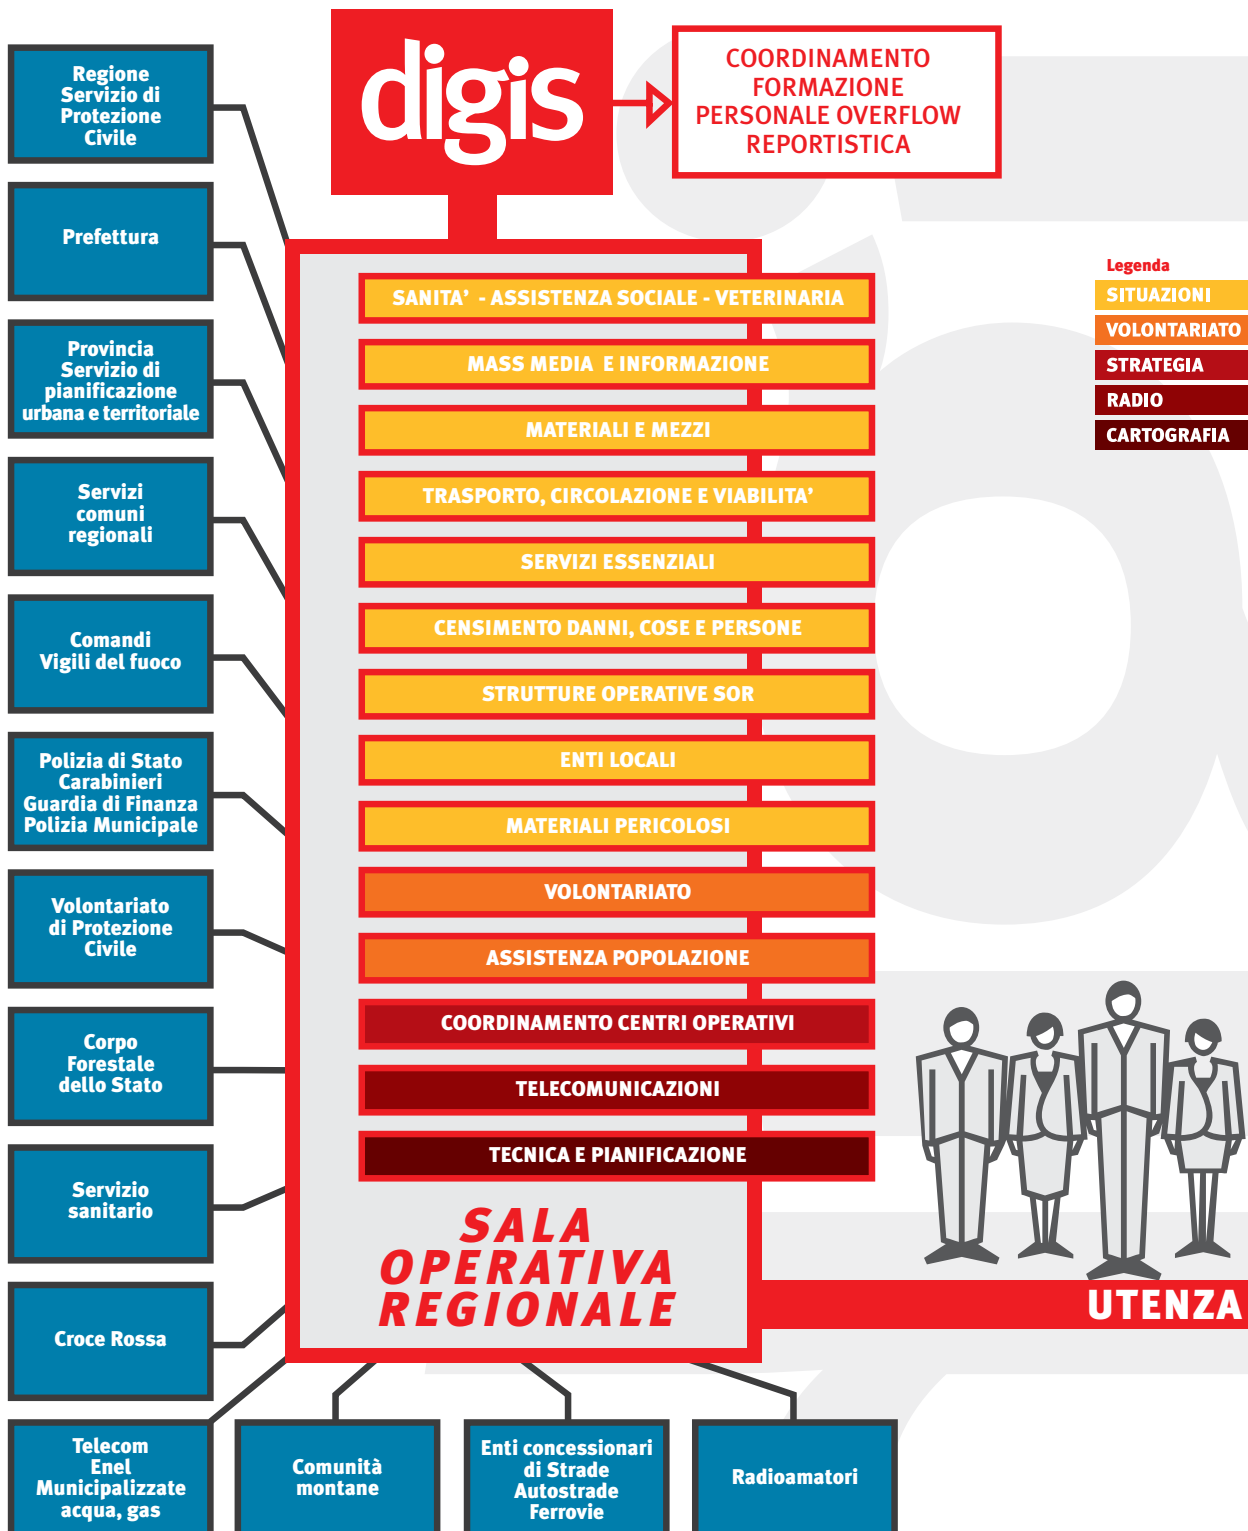 digis
COORDINAMENTO
FORMAZIONE
PERSONALE OVERFLOW
REPORTISTICA
Regione
Servizio di
Protezione
Civile
Prefettura
Provincia
Servizio di
pianificazione
urbana e territoriale
Servizi
comuni
regionali
Comandi
Vigili del fuoco
Polizia di Stato
Carabinieri
Guardia di Finanza
Polizia Municipale
Volontariato
di Protezione
Civile
Corpo
Forestale
dello Stato
Servizio
sanitario
Croce Rossa
Telecom
Enel
Municipalizzate
acqua, gas
Comunità
montane
Enti concessionari
di Strade
Autostrade
Ferrovie
Radioamatori
SANITA’ - ASSISTENZA SOCIALE - VETERINARIA
MASS MEDIA E INFORMAZIONE
MATERIALI E MEZZI
TRASPORTO, CIRCOLAZIONE E VIABILITA’
SERVIZI ESSENZIALI
CENSIMENTO DANNI, COSE E PERSONE
STRUTTURE OPERATIVE SOR
ENTI LOCALI
MATERIALI PERICOLOSI
VOLONTARIATO
ASSISTENZA POPOLAZIONE
COORDINAMENTO CENTRI OPERATIVI
TELECOMUNICAZIONI
TECNICA E PIANIFICAZIONE
SALA
OPERATIVA
REGIONALE
Legenda
SITUAZIONI
VOLONTARIATO
STRATEGIA
RADIO
CARTOGRAFIA
UTENZA